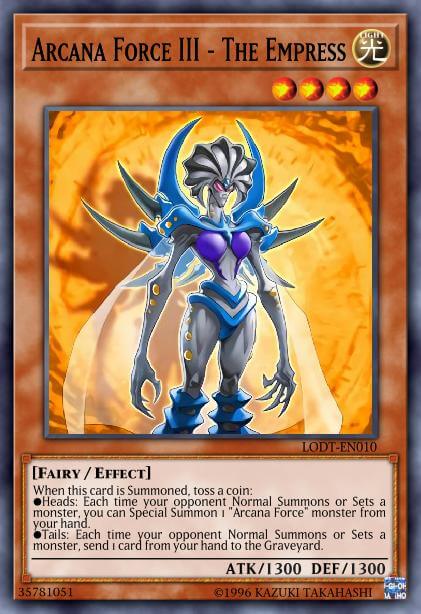 ARCANA FORCE III - THE EMPRESS
LIGHT
光
LODT-EN010
[FAIRY / EFFECT]
When this card is Summoned, toss a coin:
●Heads: Each time your opponent Normal Summons or Sets a
monster, you can Special Summon 1 "Arcana Force" monster from
your hand.
●Tails: Each time your opponent Normal Summons or Sets a
monster, send 1 card from your hand to the Graveyard.
ATK/1300 DEF/1300
35781051
©1996 KAZUKI TAKAHASHI